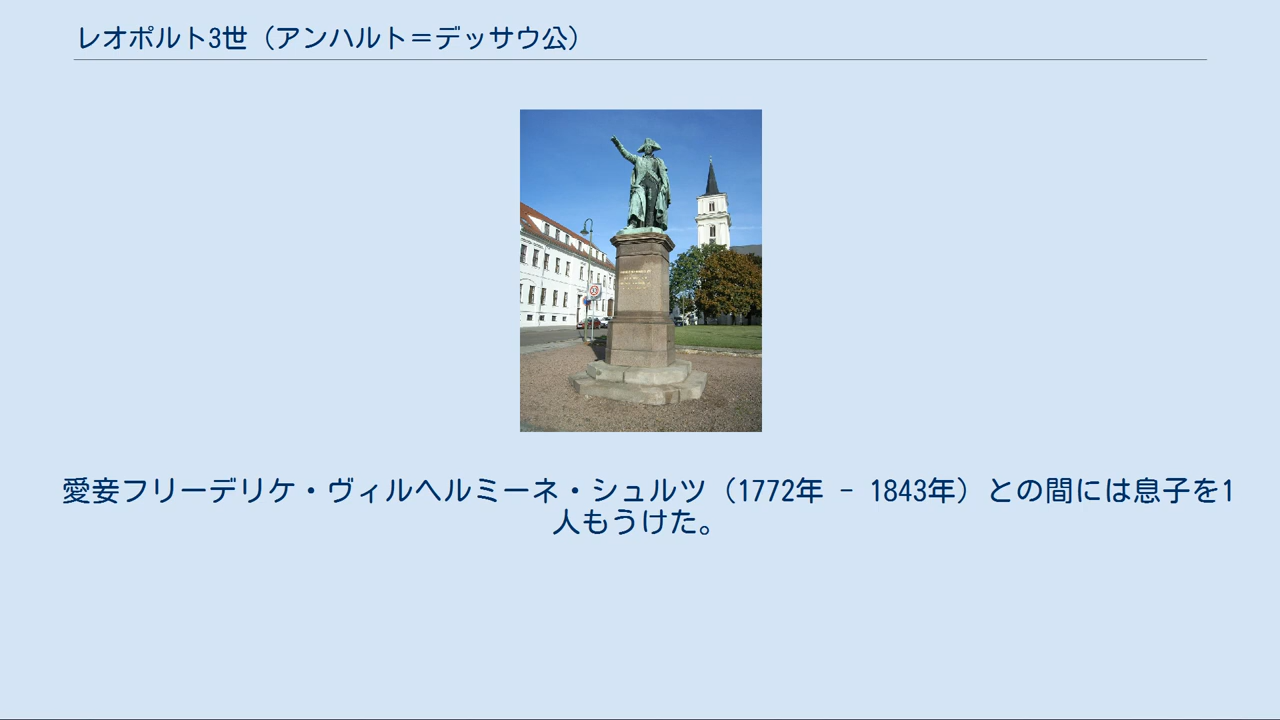 レオポルト3世（アンハルト＝デッサウ公）
愛妾フリーデリケ・ヴィルヘルミーネ・シュルツ（1772年 - 1843年）との間には息子を1
人もうけた。